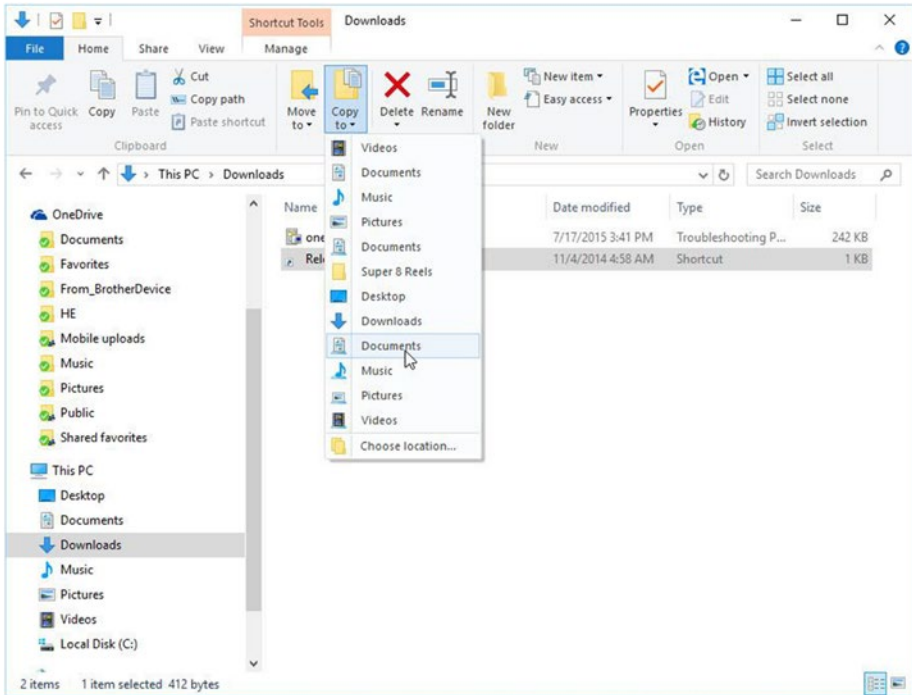 Shortcut Tools Downloads
File Home Share View Manage
Pin to Quick access
Copy
Paste
Cut
Copy path
Paste shortcut
Clipboard
Move to
Copy to
Delete
Rename
New folder
New item
Easy access
New
Properties
Open
Edit
History
Open
Select all
Select none
Invert selection
Select
This PC > Downloads
Search Downloads
Name Date modified Type Size
one 7/17/2015 3:41 PM Troubleshooting P... 242 KB
Rel 11/4/2014 4:58 AM Shortcut 1 KB
Videos
Documents
Music
Pictures
Documents
Super 8 Reels
Desktop
Downloads
Documents
Music
Pictures
Videos
Choose location...
OneDrive
Documents
Favorites
From_BrotherDevice
HE
Mobile uploads
Music
Pictures
Public
Shared favorites
This PC
Desktop
Documents
Downloads
Music
Pictures
Videos
Local Disk (C:)
2 items 1 item selected 412 bytes